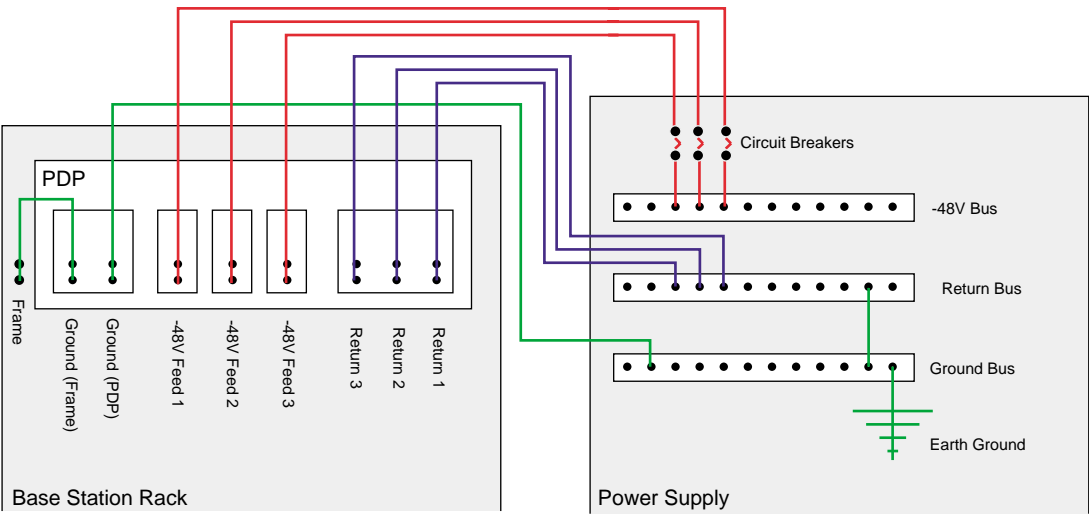 Circuit Breakers
PDP
-48V Bus
Return Bus
Frame
Ground (Frame)
Ground (PDP)
-48V Feed 1
-48V Feed 2
-48V Feed 3
Return 3
Return 2
Return 1
Ground Bus
Earth Ground
Base Station Rack
Power Supply